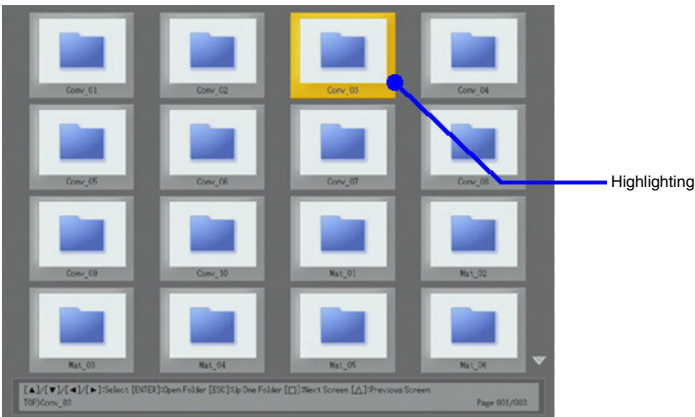 Conv_01 Conv_02 Conv_03 Conv_04
Highlighting
Conv_05 Conv_06 Conv_07 Conv_08
Conv_09 Conv_10 Mat_01 Mat_02
Mat_03 Mat_04 Mat_05 Mat_06
[▲]/[▼]/[◄]/[►]:Select [ENTER]:Open Folder [ESC]:Up One Folder [□]:Next Screen [△]:Previous Screen
TOP\Conv_03 Page 001/003